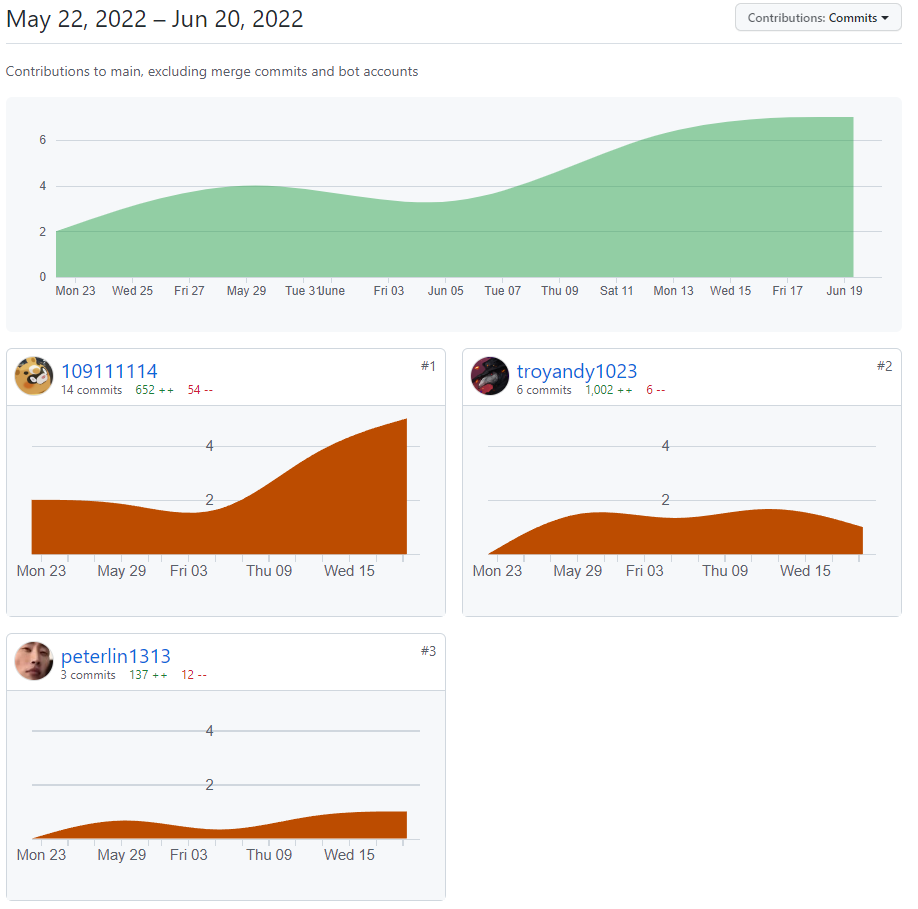 May 22, 2022 – Jun 20, 2022
Contributions: Commits
Contributions to main, excluding merge commits and bot accounts
6
4
2
0
Mon 23 Wed 25 Fri 27 May 29 Tue 31 June Fri 03 Jun 05 Tue 07 Thu 09 Sat 11 Mon 13 Wed 15 Fri 17 Jun 19
109111114
#1
14 commits 652 ++ 54 --
4
2
Mon 23 May 29 Fri 03 Thu 09 Wed 15
troyandy1023
#2
6 commits 1,002 ++ 6 --
4
2
Mon 23 May 29 Fri 03 Thu 09 Wed 15
peterlin1313
#3
3 commits 137 ++ 12 --
4
2
Mon 23 May 29 Fri 03 Thu 09 Wed 15